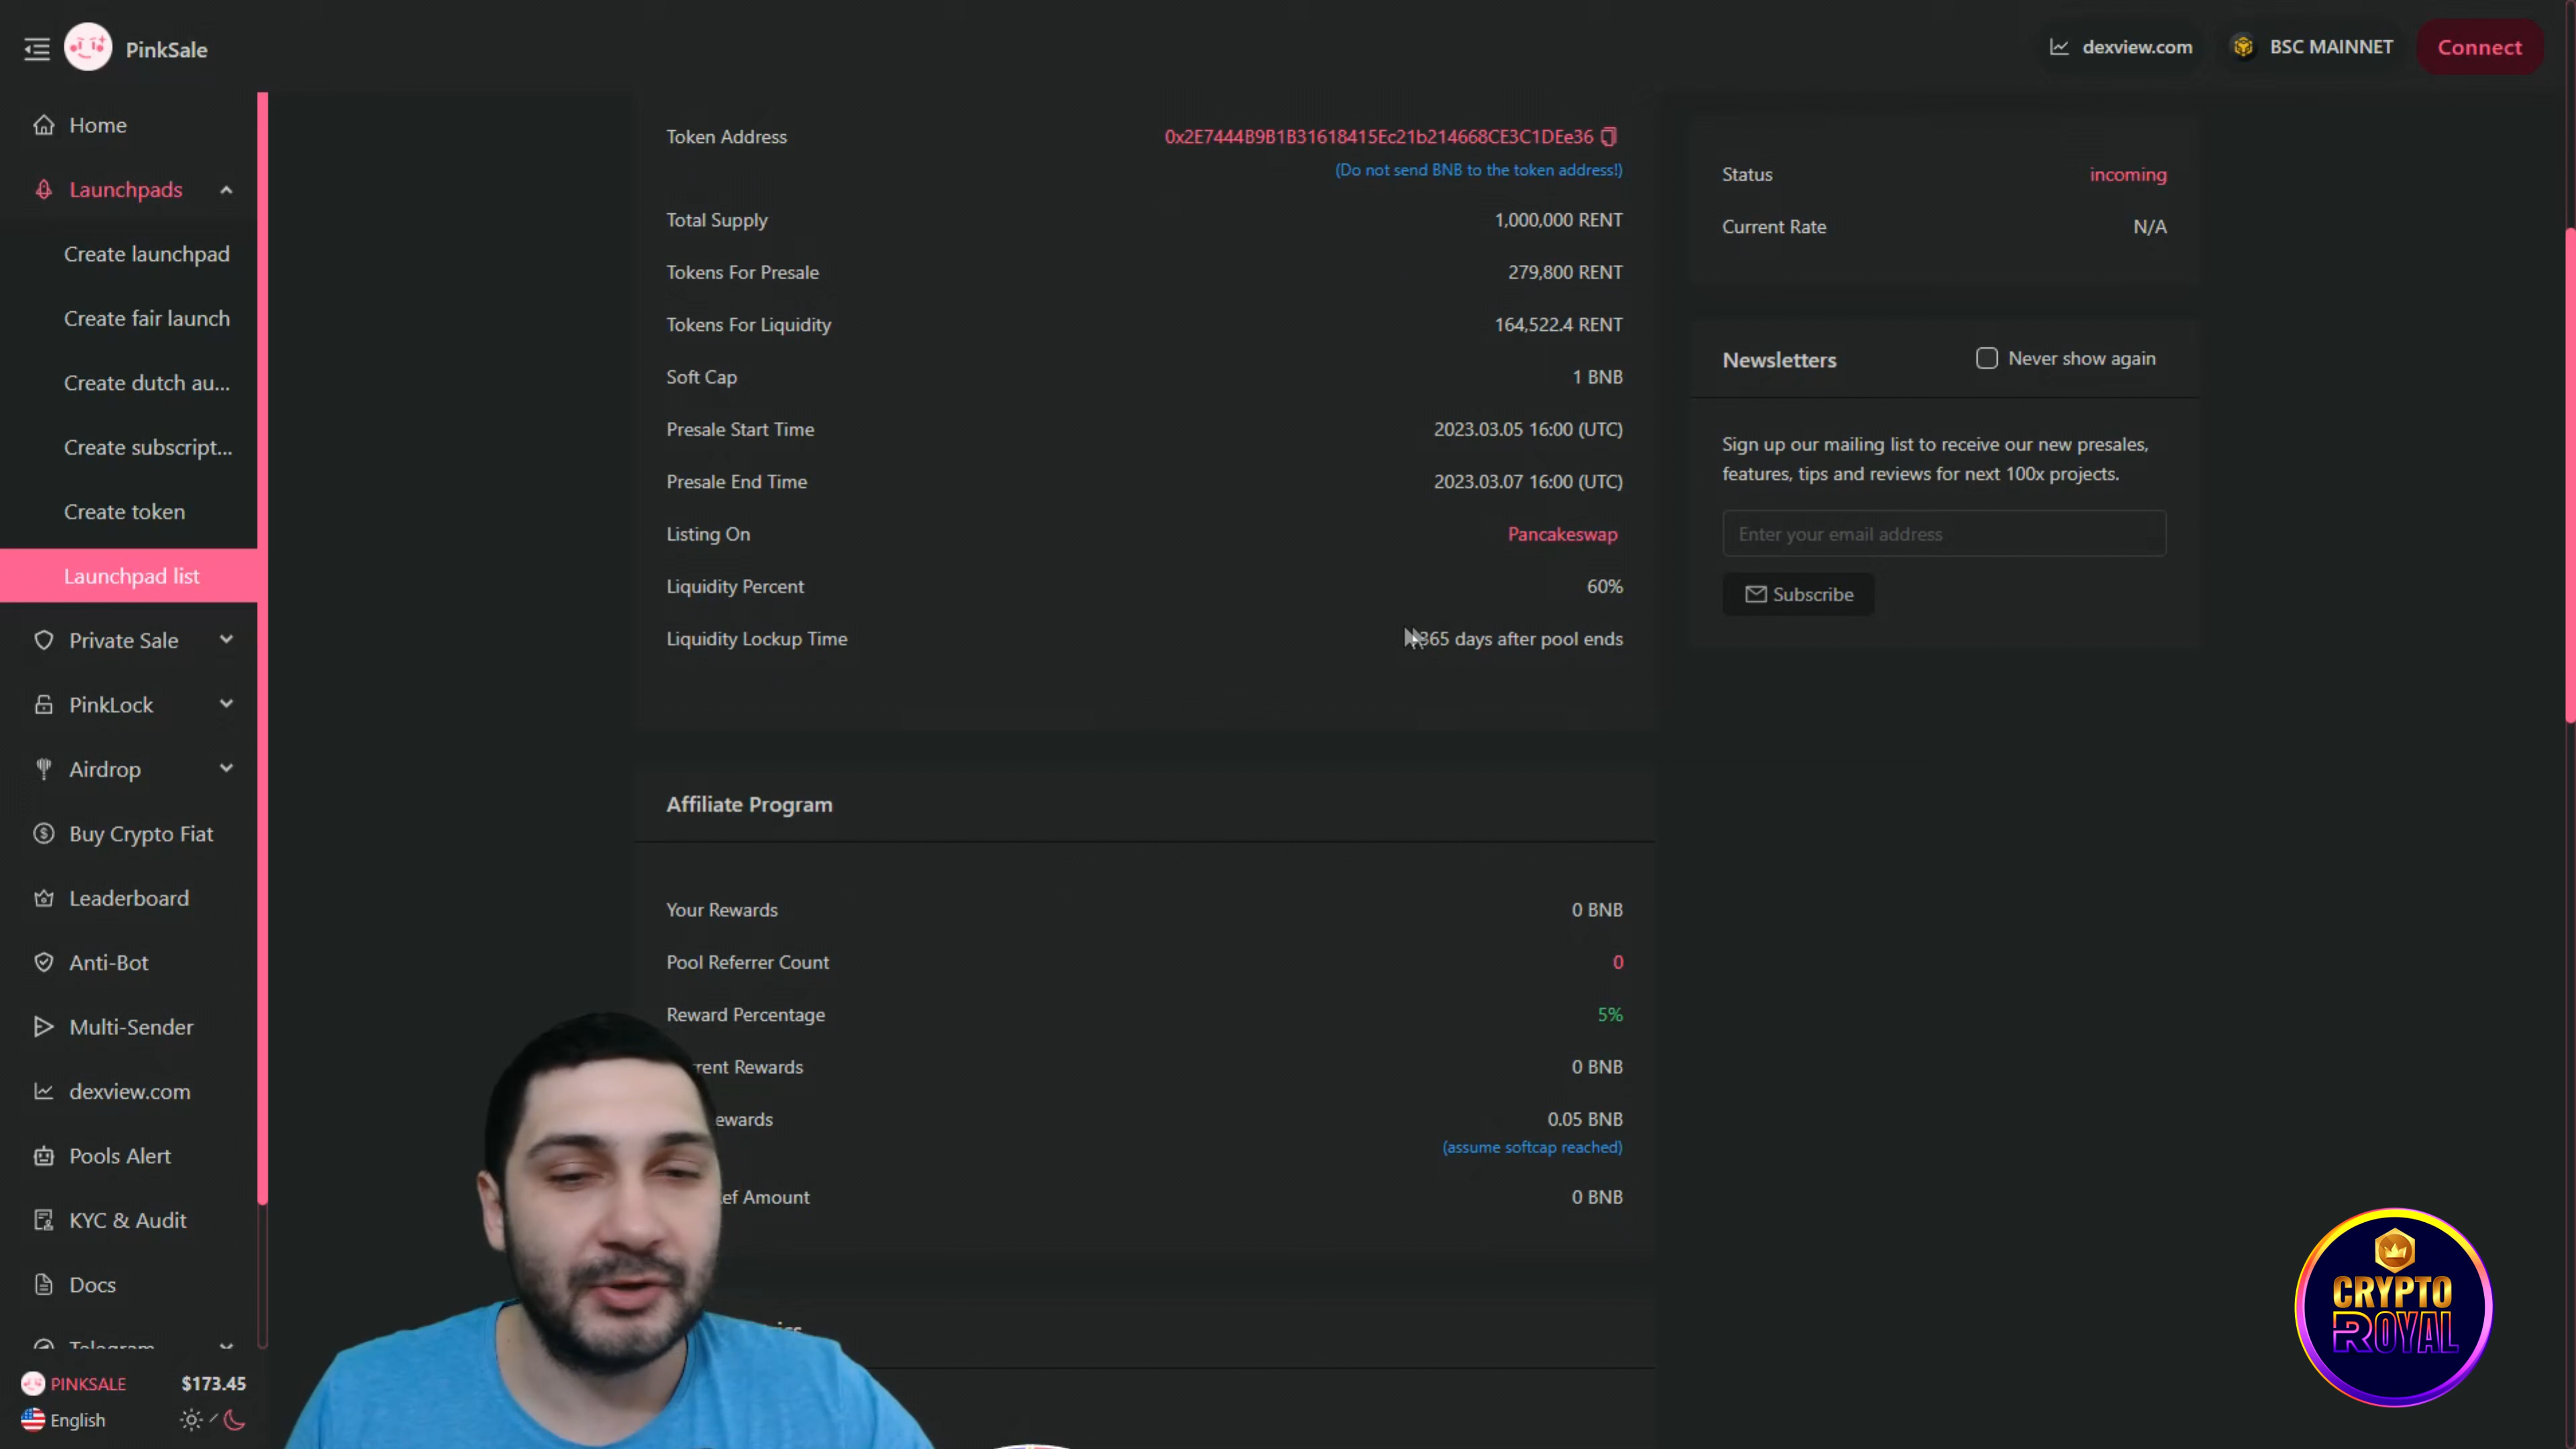 PinkSale
dexview.com
BSC MAINNET
Connect
Home
Launchpads
Create launchpad
Create fair launch
Create dutch au...
Create subscript...
Create token
Launchpad list
Private Sale
PinkLock
Airdrop
Buy Crypto Fiat
Leaderboard
Anti-Bot
Multi-Sender
dexview.com
Pools Alert
KYC & Audit
Docs
Telegram
PINKSALE $173.45
English
Token Address 0x2E7444B9B1B31618415Ec21b214668CE3C1DEe36
(Do not send BNB to the token address!)
Total Supply 1,000,000 RENT
Tokens For Presale 279,800 RENT
Tokens For Liquidity 164,522.4 RENT
Soft Cap 1 BNB
Presale Start Time 2023.03.05 16:00 (UTC)
Presale End Time 2023.03.07 16:00 (UTC)
Listing On Pancakeswap
Liquidity Percent 60%
Liquidity Lockup Time 365 days after pool ends
Affiliate Program
Your Rewards 0 BNB
Pool Referrer Count 0
Reward Percentage 5%
rent Rewards 0 BNB
ewards 0.05 BNB
(assume softcap reached)
ef Amount 0 BNB
Status incoming
Current Rate N/A
Newsletters Never show again
Sign up our mailing list to receive our new presales,
features, tips and reviews for next 100x projects.
Enter your email address
Subscribe
CRYPTO
ROYAL